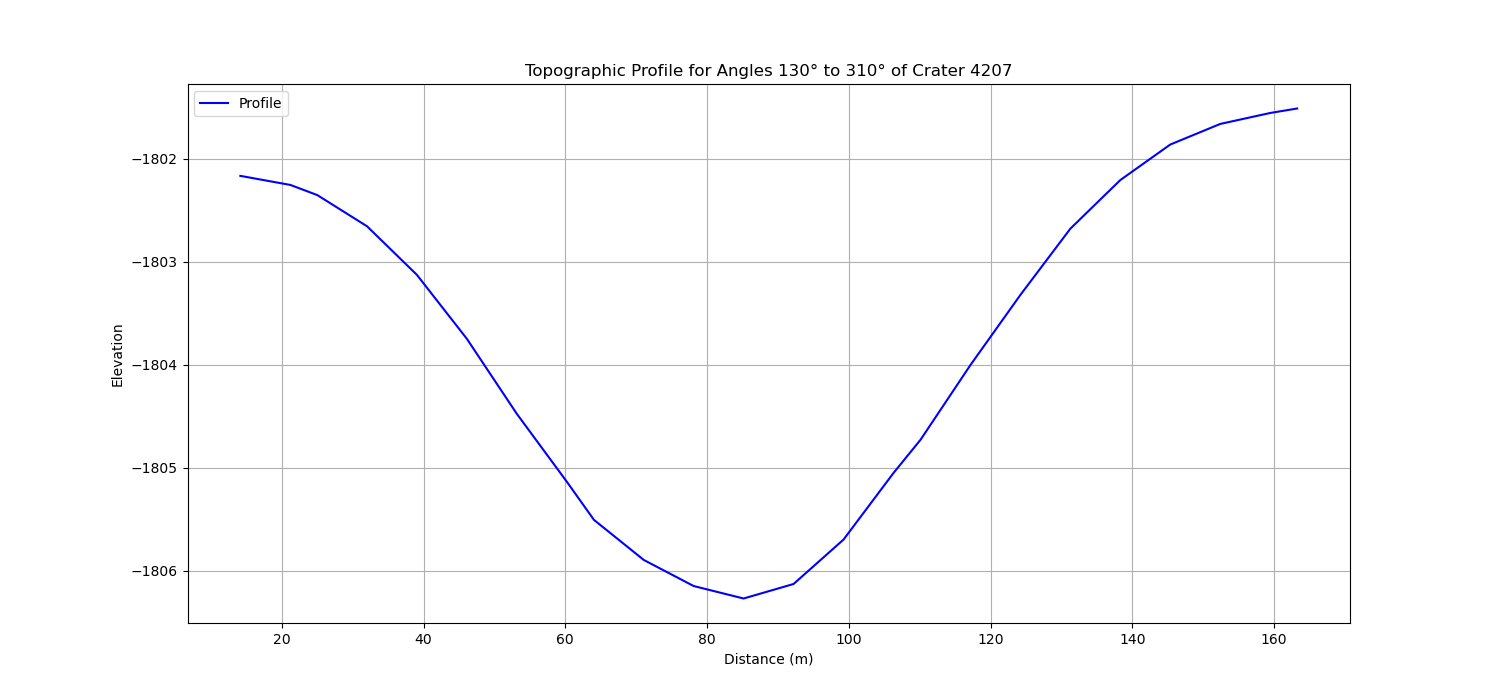 Topographic Profile for Angles 130° to 310° of Crater 4207
Profile
−1802
−1803
−1804
−1805
−1806
Elevation
20 40 60 80 100 120 140 160
Distance (m)